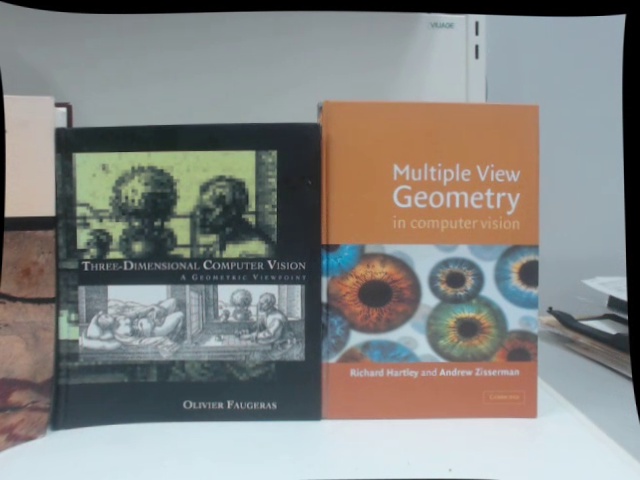 THREE-DIMENSIONAL COMPUTER VISION
A GEOMETRIC VIEWPOINT
OLIVIER FAUGERAS
Multiple View
Geometry
in computer vision
Richard Hartley and Andrew Zisserman